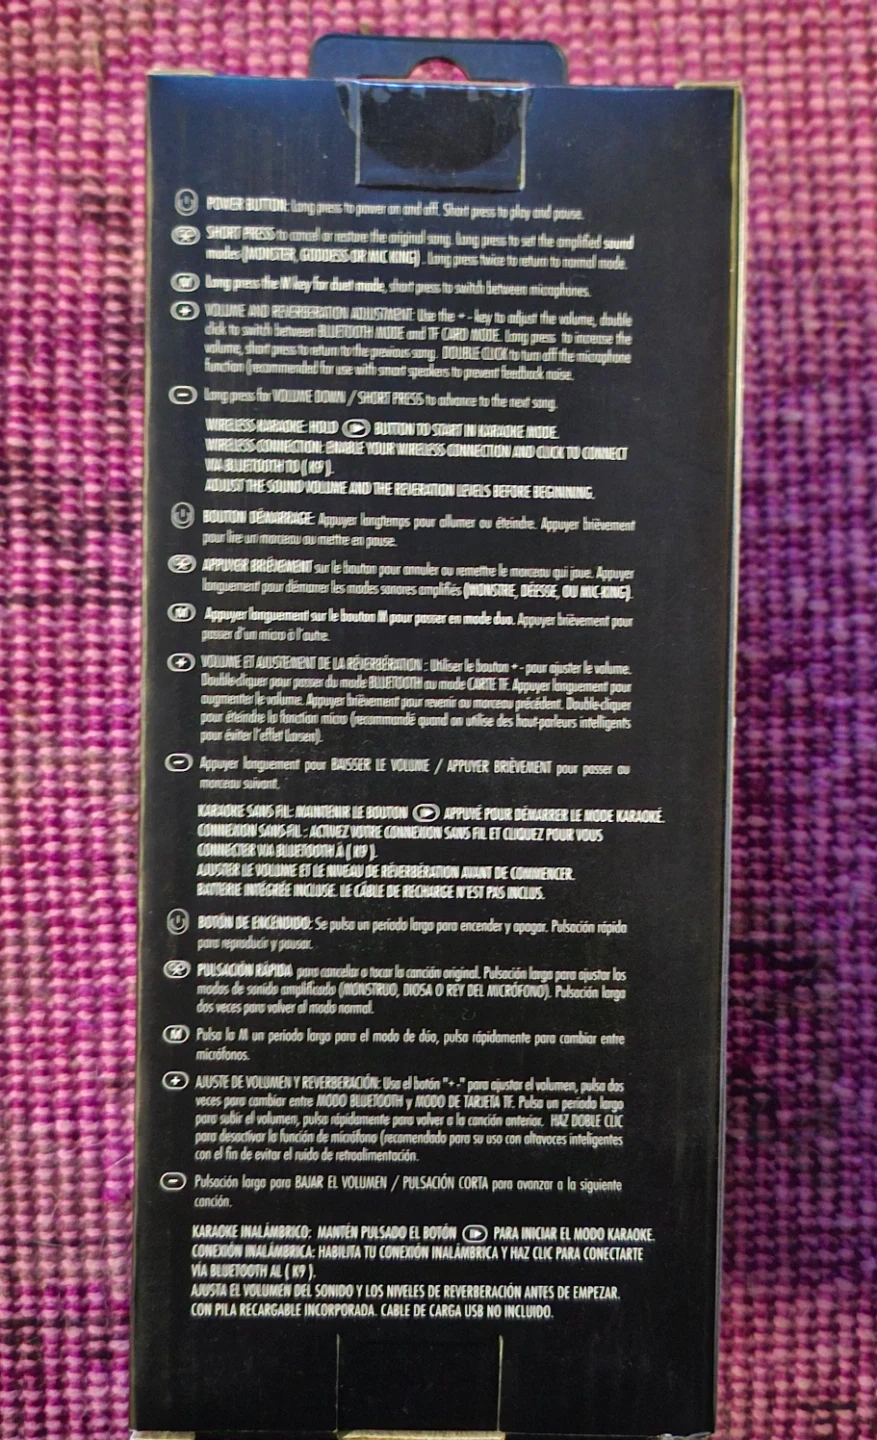 POWER BUTTON: Long press to power on and off. Short press to play and pause.
SHORT PRESS to cancel or restore the original song. Long press to set the amplified sound
modes (MONSTER, GODDESS OR MIC KING) . Long press twice to return to normal mode.
M Long press the M key for duet mode, short press to switch between microphones.
+ VOLUME AND REVERBERATION ADJUSTMENT: Use the + - key to adjust the volume, double
click to switch between BLUETOOTH MODE and TF CARD MODE. Long press to increase the
volume, short press to return to the previous song. DOUBLE CLICK to turn off the microphone
function (recommended for use with smart speakers to prevent feedback noise.
- Long press for VOLUME DOWN / SHORT PRESS to advance to the next song.
WIRELESS KARAOKE: HOLD BUTTON TO START IN KARAOKE MODE.
WIRELESS CONNECTION: ENABLE YOUR WIRELESS CONNECTION AND CLICK TO CONNECT
VIA BLUETOOTH TO ( K9 ).
ADJUST THE SOUND VOLUME AND THE REVERATION LEVELS BEFORE BEGINNING.
BOUTON DÉMARRAGE: Appuyer longtemps pour allumer ou éteindre. Appuyer brièvement
pour lire un morceau ou mettre en pause.
APPUYER BRIÈVEMENT sur le bouton pour annuler ou remettre le morceau qui joue. Appuyer
longuement pour démarrer les modes sonores amplifiés (MONSTRE, DÉESSE, OU MIC-KING).
M Appuyer longuement sur le bouton M pour passer en mode duo. Appuyer brièvement pour
passer d'un micro à l'autre.
+ VOLUME ET AJUSTEMENT DE LA RÉVERBÉRATION : Utiliser le bouton + - pour ajuster le volume.
Double-cliquer pour passer du mode BLUETOOTH au mode CARTE TF. Appuyer longuement pour
augmenter le volume. Appuyer brièvement pour revenir au morceau précédent. Double-cliquer
pour éteindre la fonction micro (recommandé quand on utilise des haut-parleurs intelligents
pour éviter l'effet Larsen).
- Appuyer longuement pour BAISSER LE VOLUME / APPUYER BRIÈVEMENT pour passer au
morceau suivant.
KARAOKE SANS FIL: MAINTENIR LE BOUTON APPUYÉ POUR DÉMARRER LE MODE KARAOKÉ.
CONNEXION SANS-FIL : ACTIVEZ VOTRE CONNEXION SANS FIL ET CLIQUEZ POUR VOUS
CONNECTER VIA BLUETOOTH À ( K9 ).
AJUSTER LE VOLUME ET LE NIVEAU DE RÉVERBÉRATION AVANT DE COMMENCER.
BATTERIE INTÉGRÉE INCLUSE. LE CÂBLE DE RECHARGE N'EST PAS INCLUS.
BOTÓN DE ENCENDIDO: Se pulsa un periodo largo para encender y apagar. Pulsación rápida
para reproducir y pausar.
PULSACIÓN RÁPIDA para cancelar o tocar la canción original. Pulsación larga para ajustar los
modos de sonido amplificado (MONSTRUO, DIOSA O REY DEL MICRÓFONO). Pulsación larga
dos veces para volver al modo normal.
M Pulsa la M un periodo largo para el modo de dúo, pulsa rápidamente para cambiar entre
micrófonos.
+ AJUSTE DE VOLUMEN Y REVERBERACIÓN: Usa el botón "+ -" para ajustar el volumen, pulsa dos
veces para cambiar entre MODO BLUETOOTH y MODO DE TARJETA TF. Pulsa un periodo largo
para subir el volumen, pulsa rápidamente para volver a la canción anterior. HAZ DOBLE CLIC
para desactivar la función de micrófono (recomendado para su uso con altavoces inteligentes
con el fin de evitar el ruido de retroalimentación.
- Pulsación larga para BAJAR EL VOLUMEN / PULSACIÓN CORTA para avanzar a la siguiente
canción.
KARAOKE INALÁMBRICO: MANTÉN PULSADO EL BOTÓN PARA INICIAR EL MODO KARAOKE.
CONEXIÓN INALÁMBRICA: HABILITA TU CONEXIÓN INALÁMBRICA Y HAZ CLIC PARA CONECTARTE
VÍA BLUETOOTH AL ( K9 ).
AJUSTA EL VOLUMEN DEL SONIDO Y LOS NIVELES DE REVERBERACIÓN ANTES DE EMPEZAR.
CON PILA RECARGABLE INCORPORADA. CABLE DE CARGA USB NO INCLUIDO.